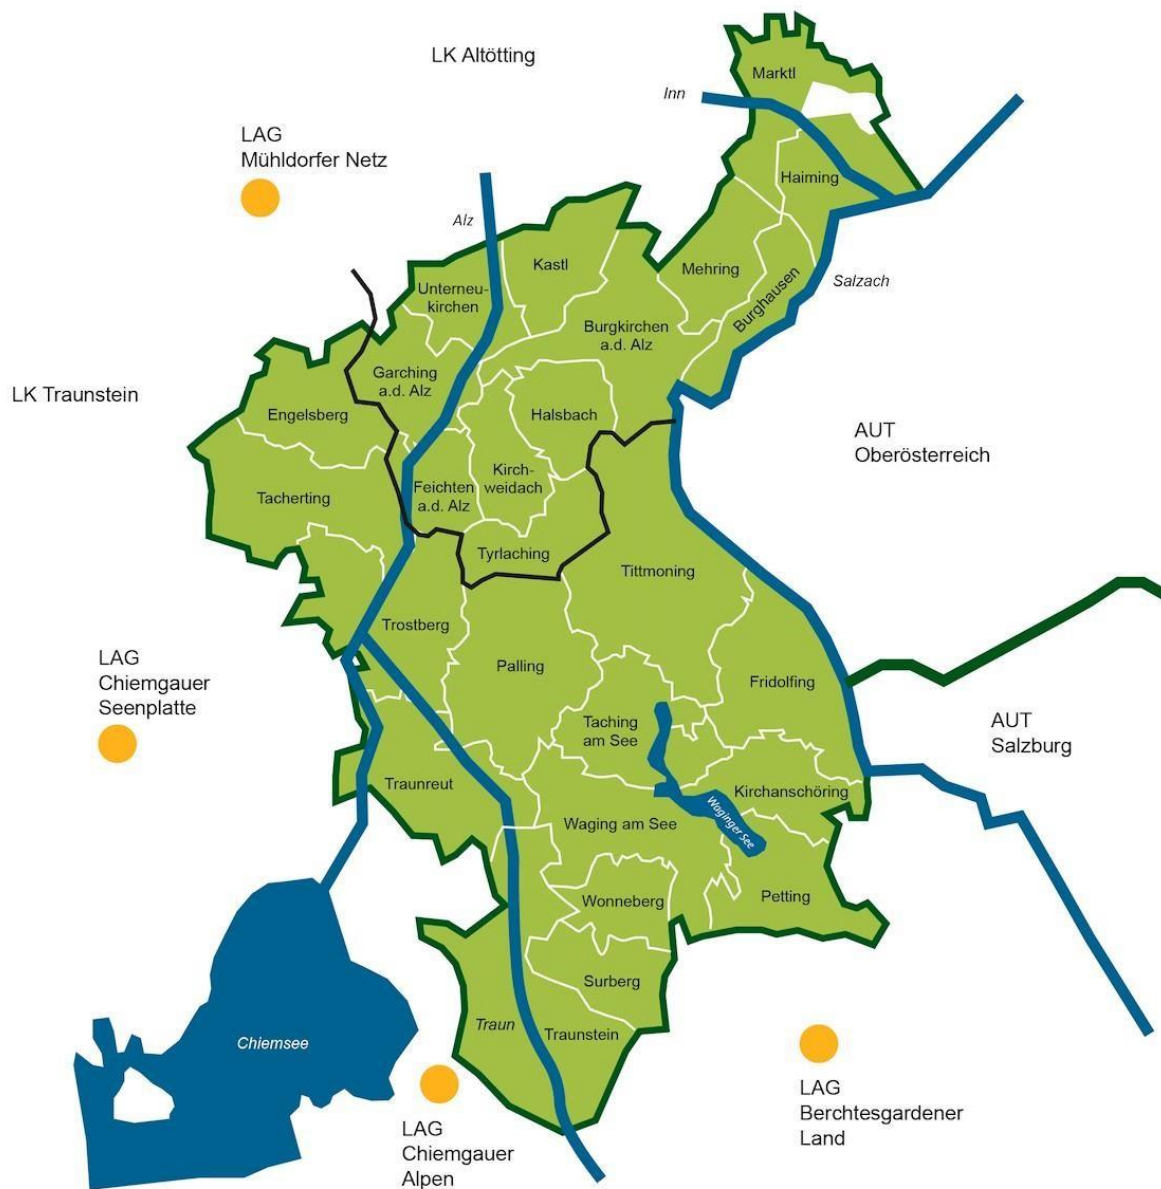 LK Altötting
Marktl
Inn
LAG
Mühldorfer Netz
Haiming
Alz
Kastl
Mehring
Salzach
Unterneu-
kirchen
Burghausen
Burgkirchen
a.d. Alz
Garching
a.d. Alz
LK Traunstein
Engelsberg
Halsbach
AUT
Oberösterreich
Kirch-
weidach
Feichten
a.d. Alz
Tacherting
Tyrlaching
Tittmoning
Trostberg
LAG
Chiemgauer
Seenplatte
Palling
Fridolfing
Taching
am See
AUT
Salzburg
Traunreut
Kirchanschöring
Waging am See
Waginger See
Wonneberg
Petting
Surberg
Traun
Traunstein
Chiemsee
LAG
Berchtesgardener
Land
LAG
Chiemgauer
Alpen